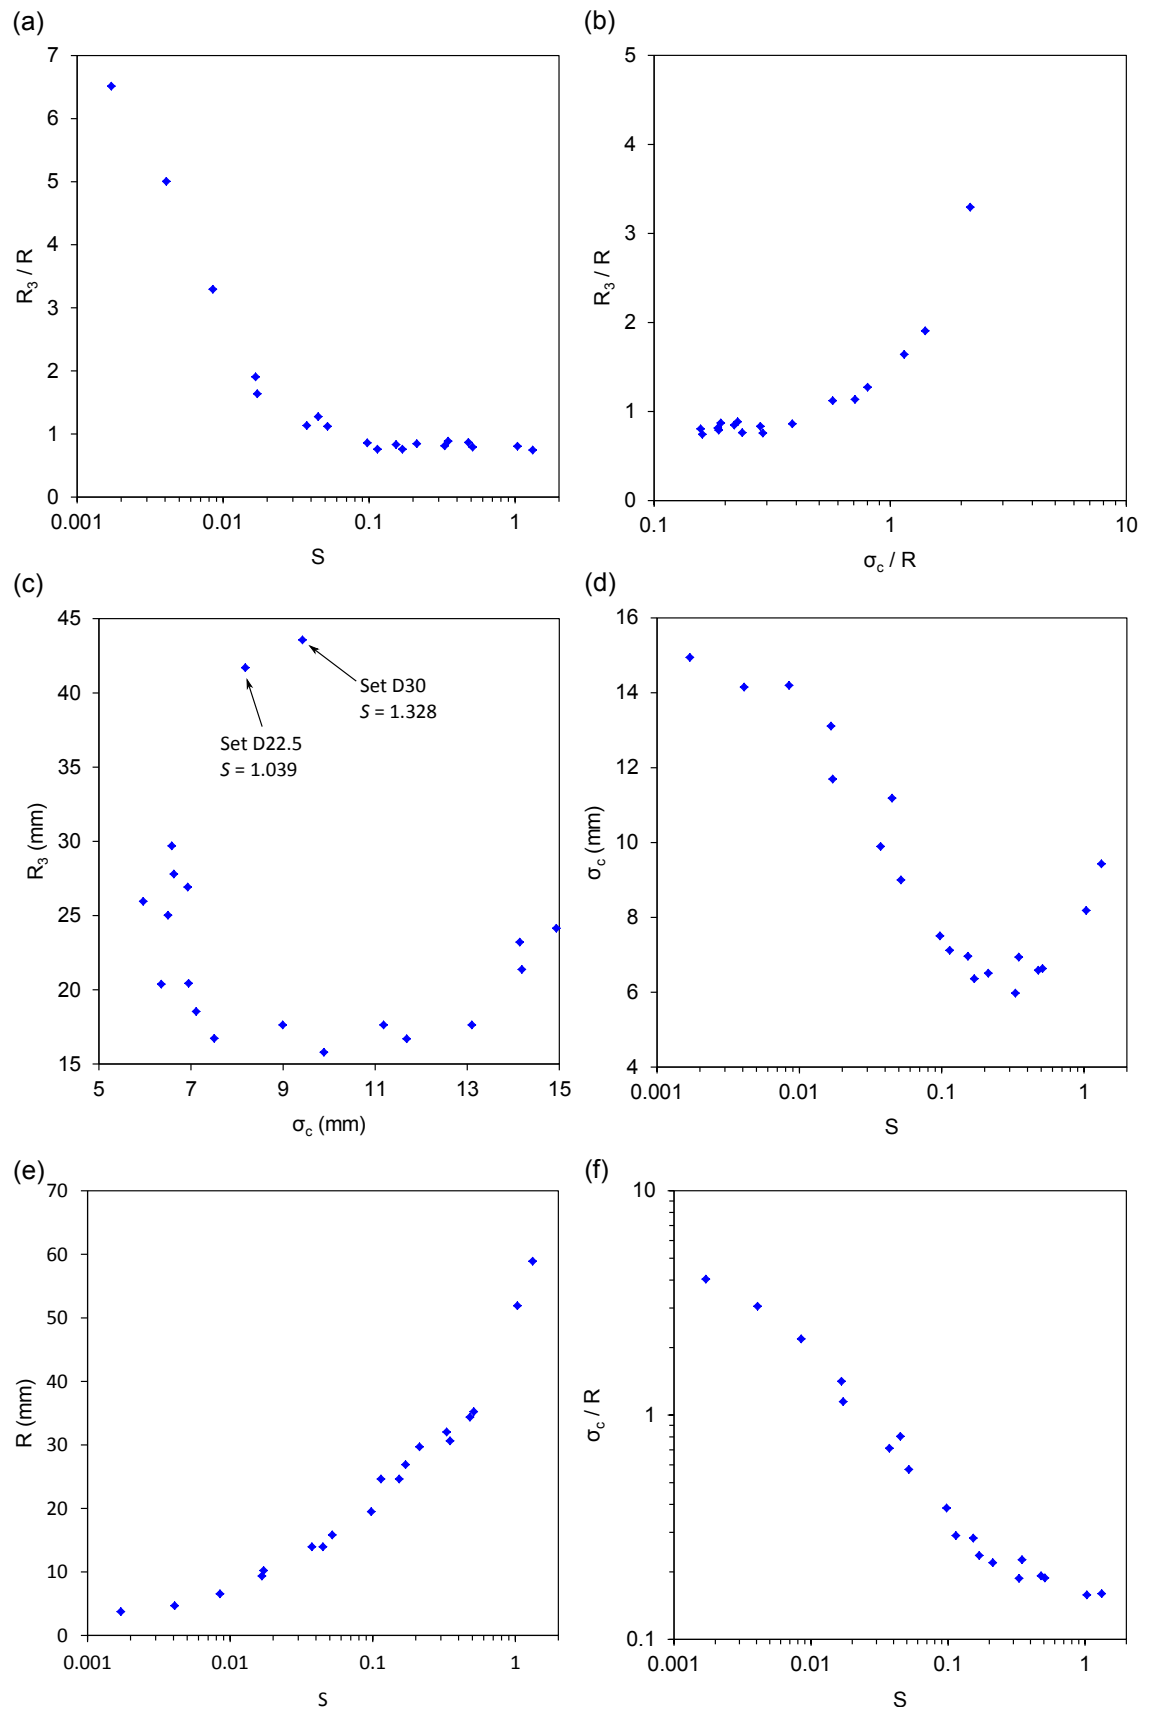 (a)
7
6
5
4
3
2
1
0
R₃ / R
0.001 0.01 0.1 1
S
(b)
5
4
3
2
1
0
R₃ / R
0.1 1 10
σc / R
(c)
45
40
35
30
25
20
15
R₃ (mm)
Set D30
S = 1.328
Set D22.5
S = 1.039
5 7 9 11 13 15
σc (mm)
(d)
16
14
12
10
8
6
4
σc (mm)
0.001 0.01 0.1 1
S
(e)
70
60
50
40
30
20
10
0
R (mm)
0.001 0.01 0.1 1
S
(f)
10
1
0.1
σc / R
0.001 0.01 0.1 1
S